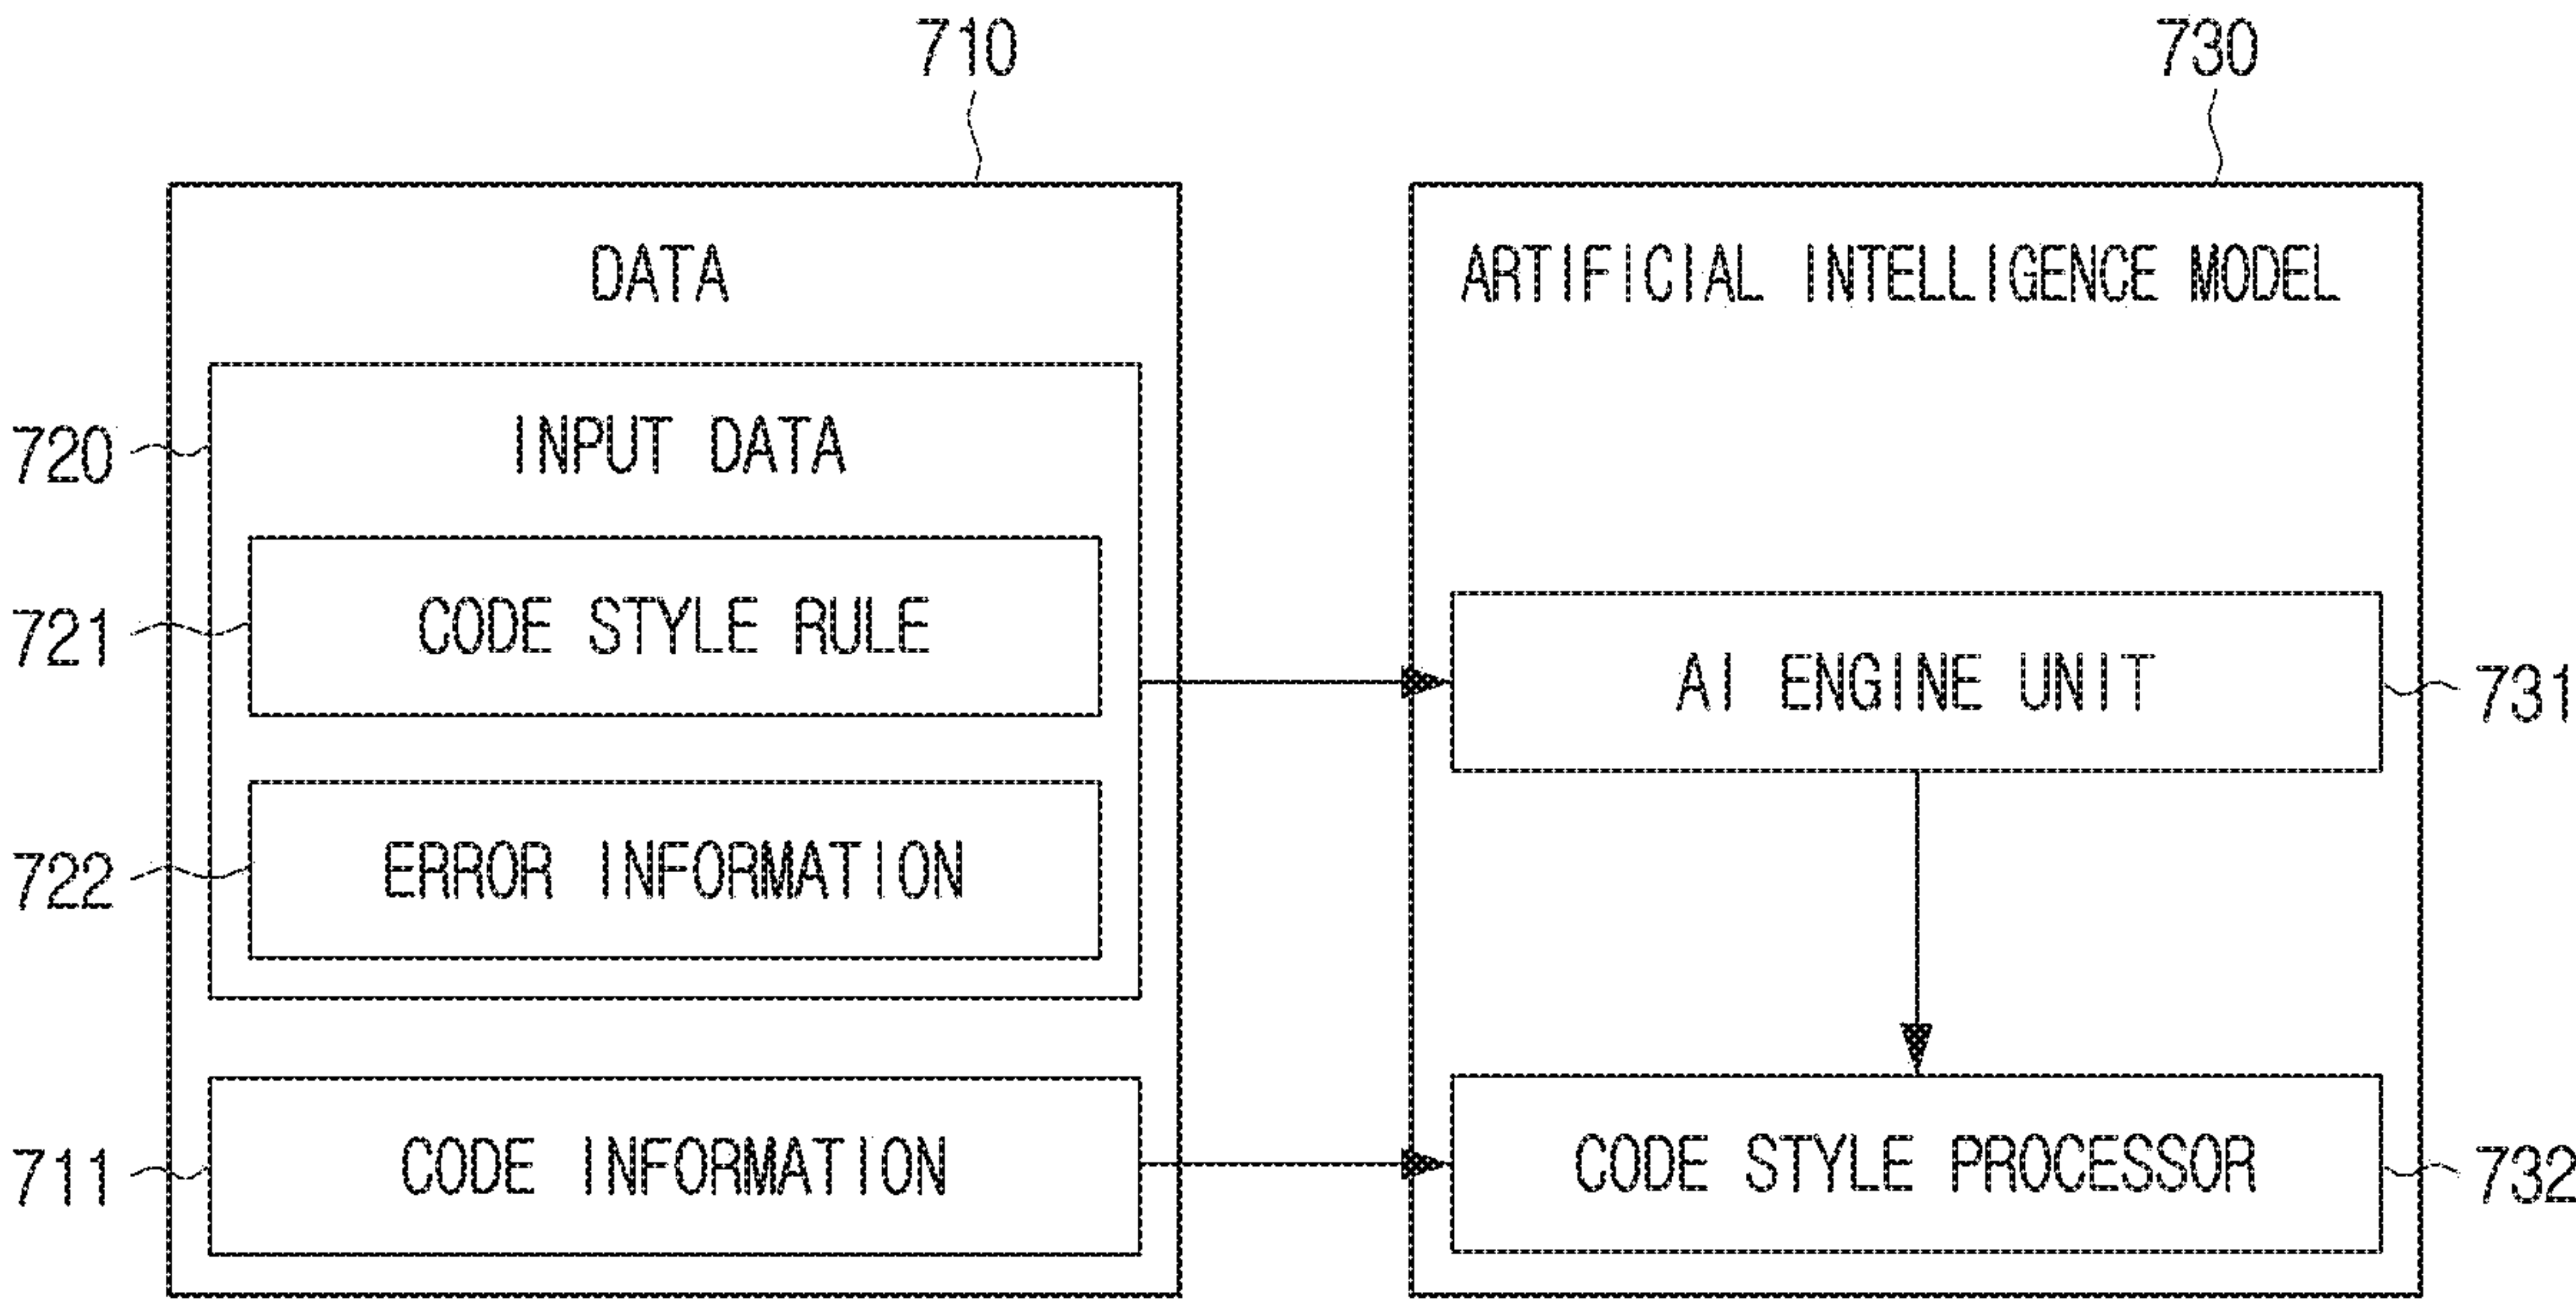 710
730
DATA
ARTIFICIAL INTELLIGENCE MODEL
720
INPUT DATA
721
CODE STYLE RULE
AI ENGINE UNIT
731
722
ERROR INFORMATION
711
CODE INFORMATION
CODE STYLE PROCESSOR
732